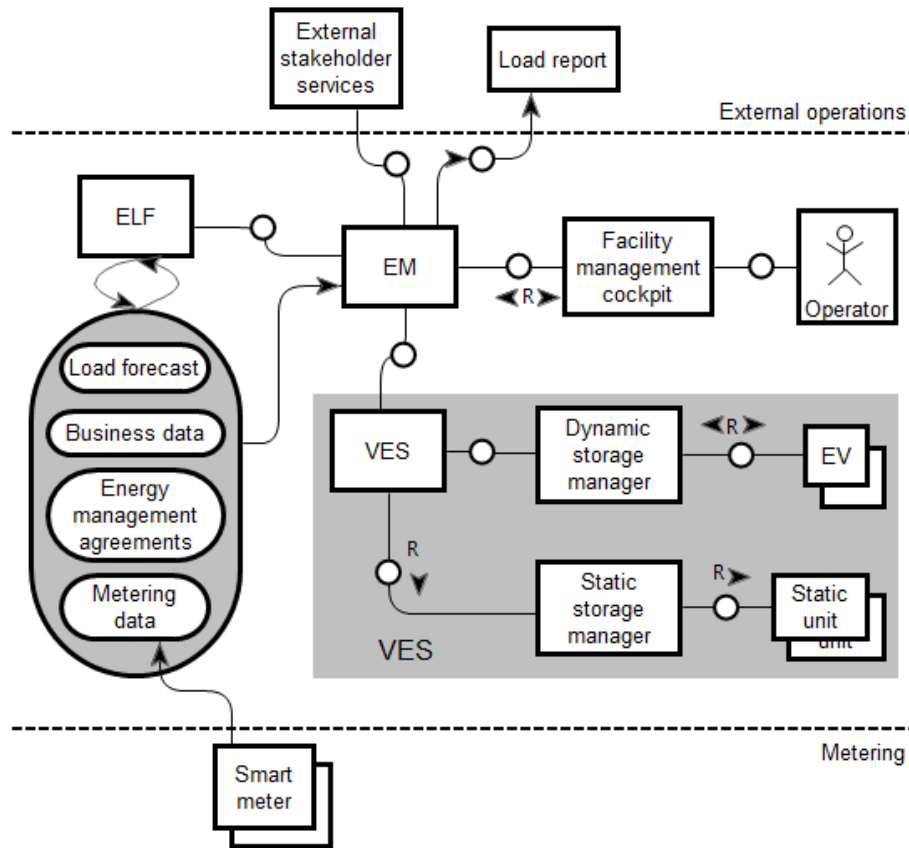 External
stakeholder
services
Load report
External operations
ELF
EM
Facility
management
cockpit
Operator
R
Load forecast
Business data
Energy
management
agreements
Metering
data
VES
Dynamic
storage
manager
R
EV
R
Static
storage
manager
R
Static
unit
unit
VES
Metering
Smart
meter